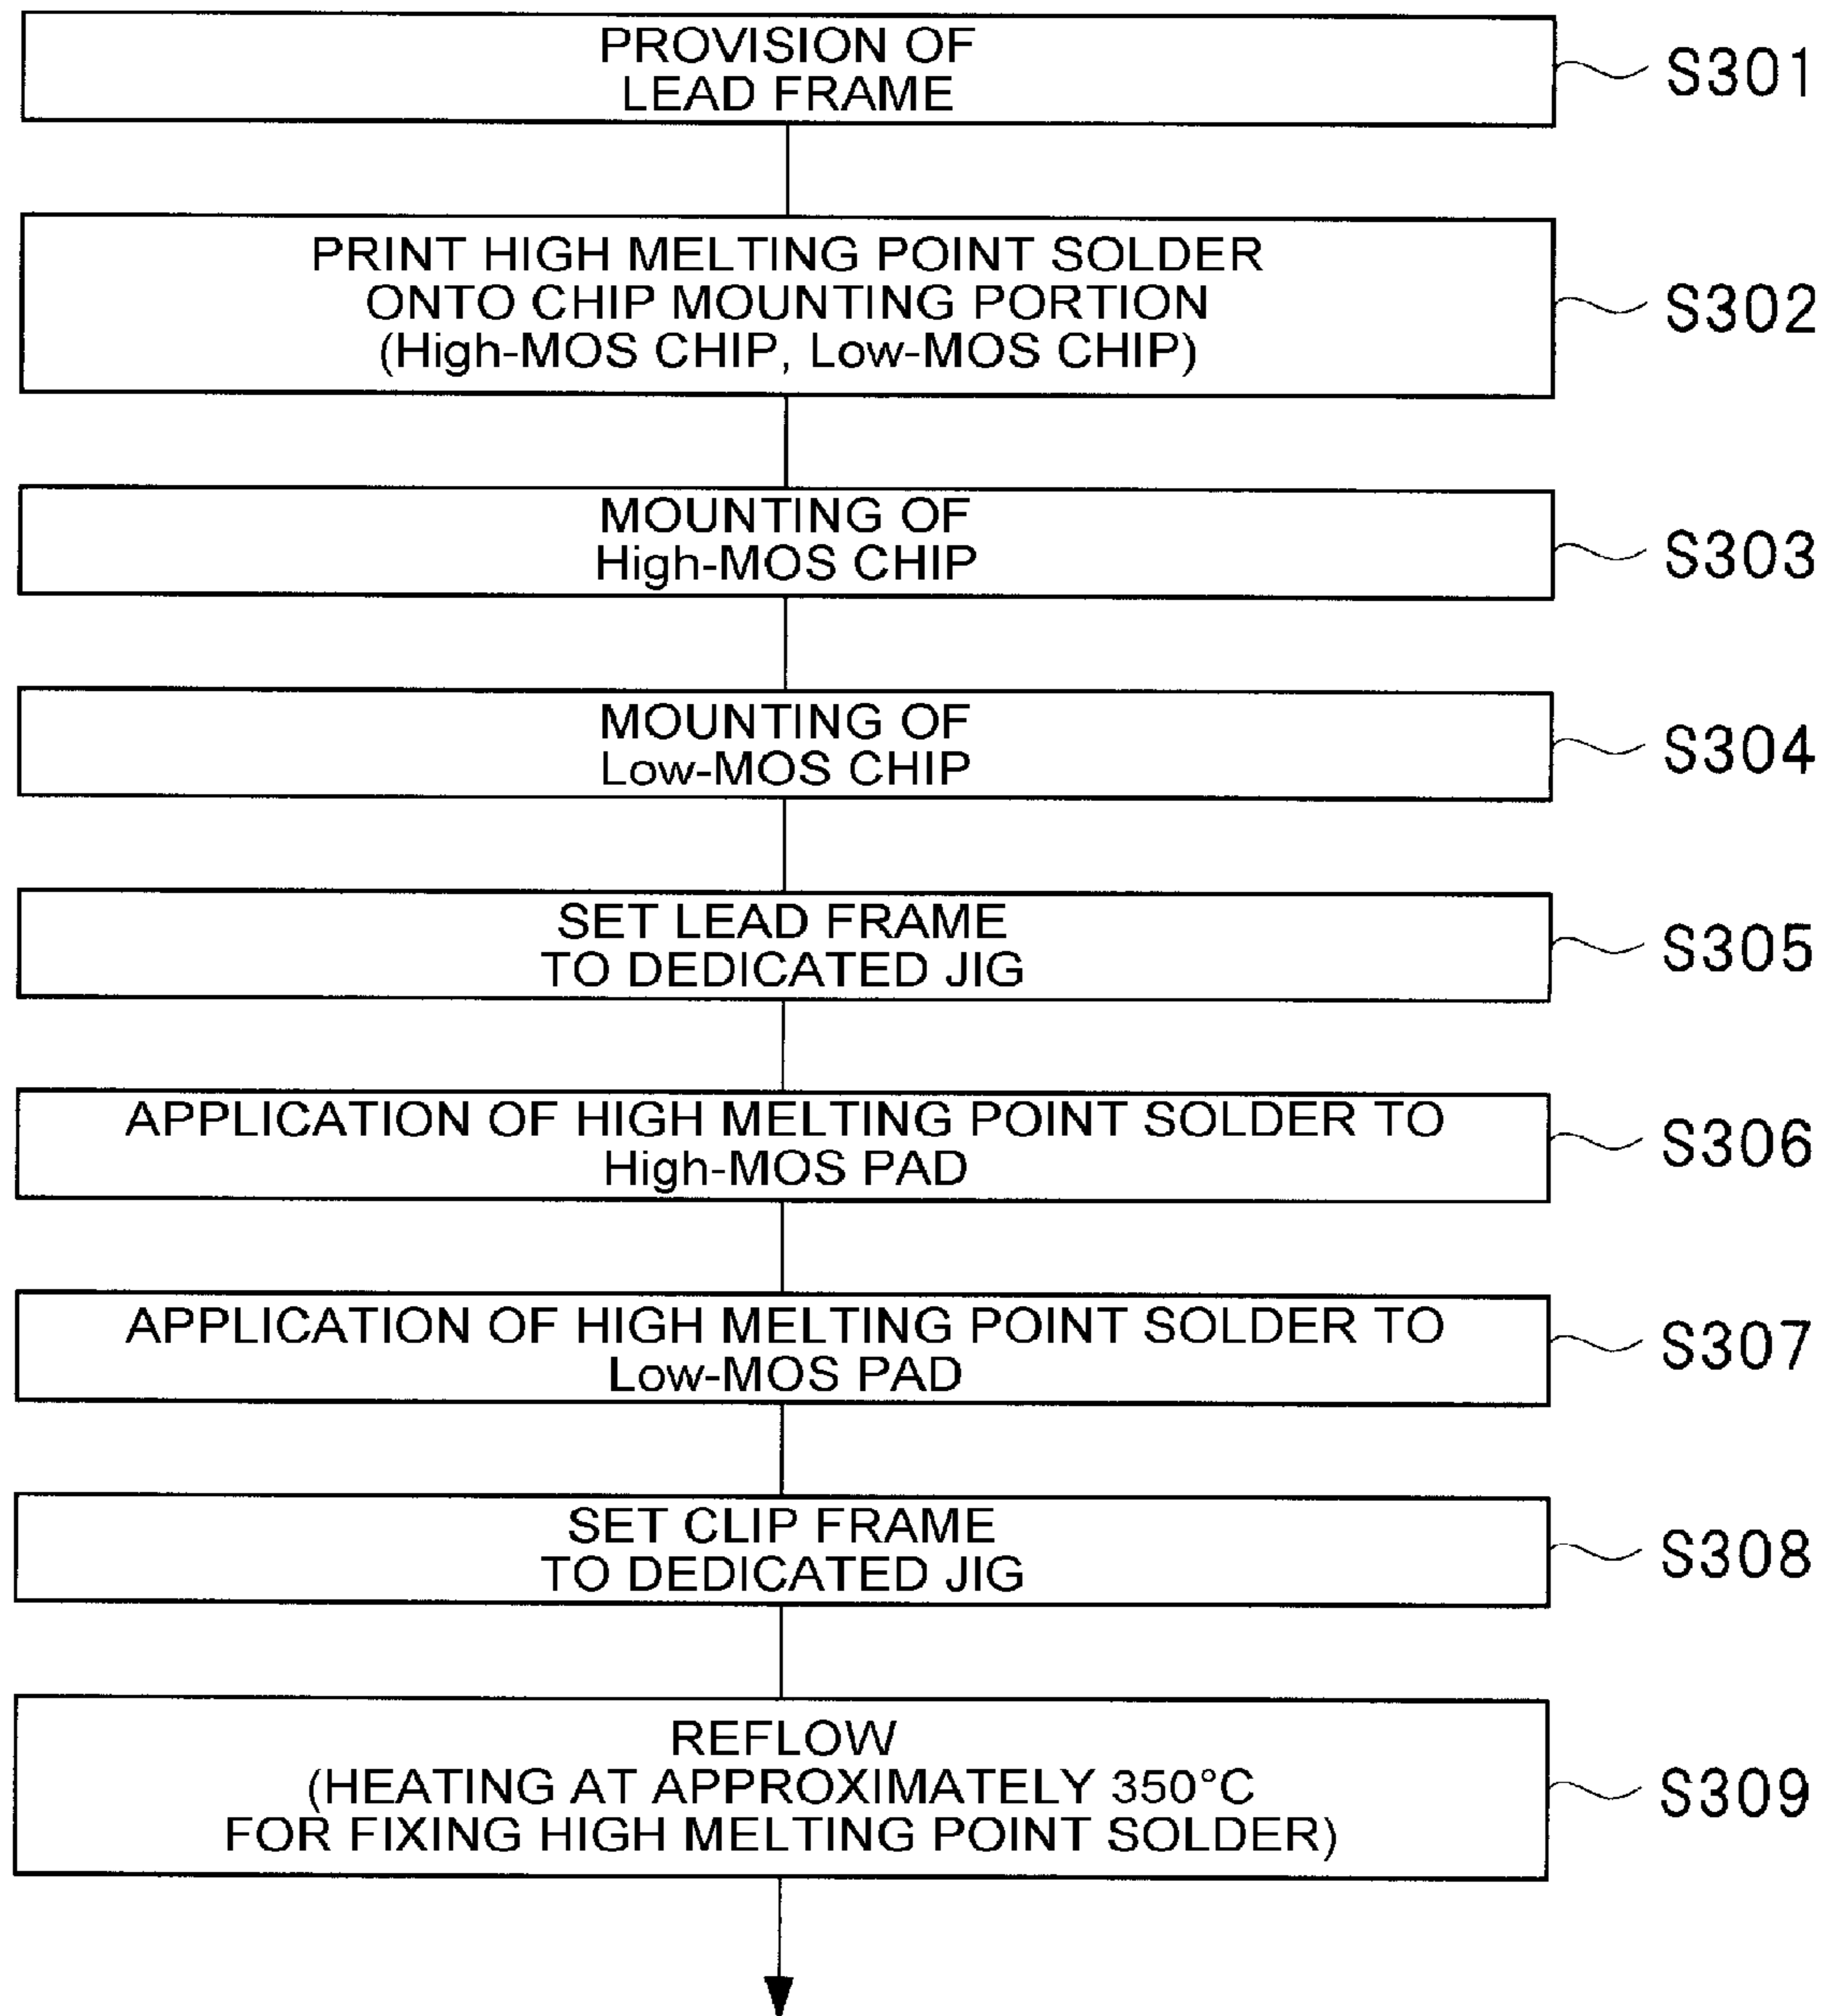 PROVISION OF
LEAD FRAME
S301
PRINT HIGH MELTING POINT SOLDER
ONTO CHIP MOUNTING PORTION
(High-MOS CHIP, Low-MOS CHIP)
S302
MOUNTING OF
High-MOS CHIP
S303
MOUNTING OF
Low-MOS CHIP
S304
SET LEAD FRAME
TO DEDICATED JIG
S305
APPLICATION OF HIGH MELTING POINT SOLDER TO
High-MOS PAD
S306
APPLICATION OF HIGH MELTING POINT SOLDER TO
Low-MOS PAD
S307
SET CLIP FRAME
TO DEDICATED JIG
S308
REFLOW
(HEATING AT APPROXIMATELY 350°C
FOR FIXING HIGH MELTING POINT SOLDER)
S309